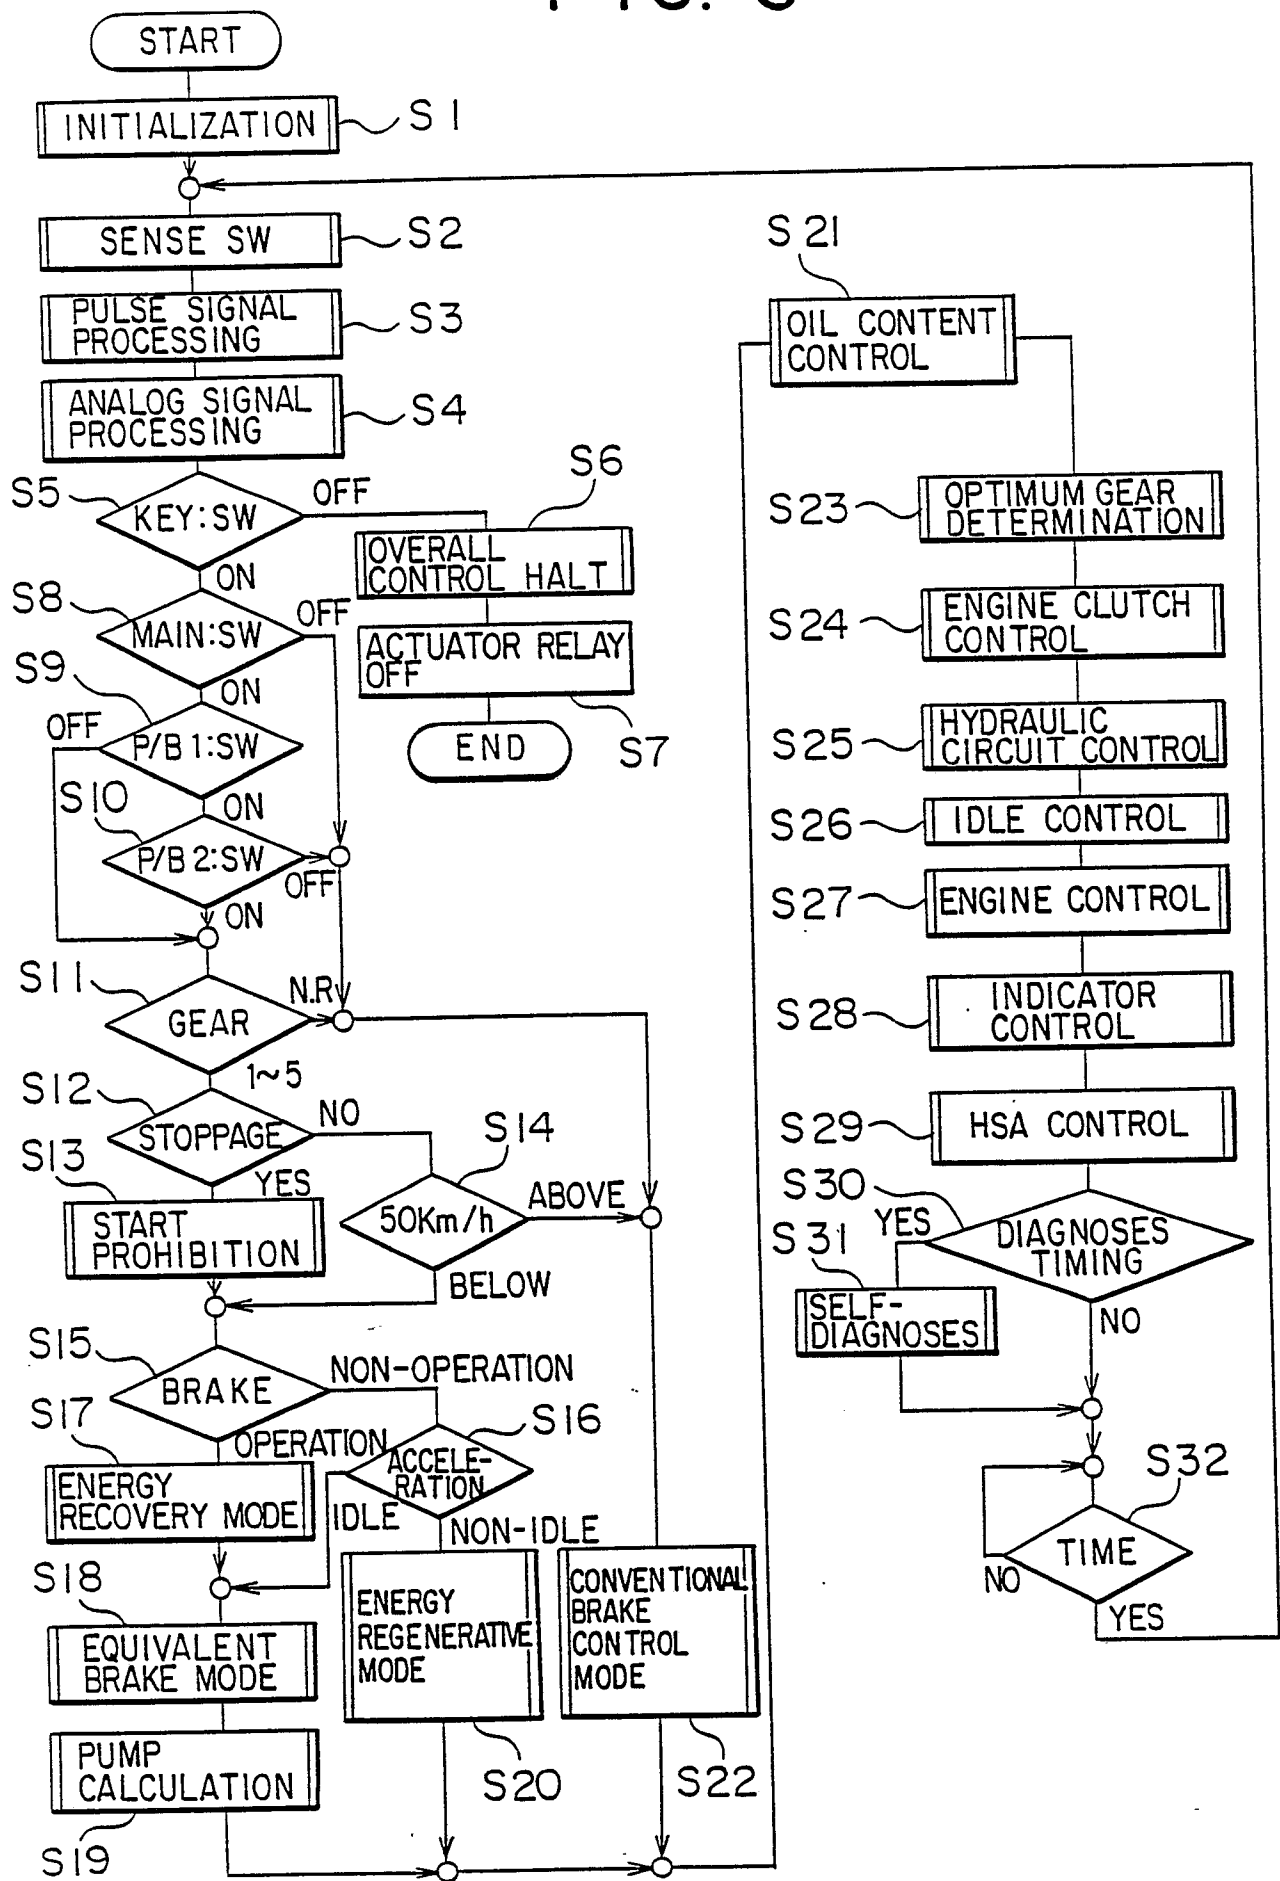 START
INITIALIZATION
S1
SENSE SW
S2
PULSE SIGNAL
PROCESSING
S3
ANALOG SIGNAL
PROCESSING
S4
S5
KEY:SW
OFF
ON
S6
OVERALL
CONTROL HALT
ACTUATOR RELAY
OFF
S7
END
S8
MAIN:SW
OFF
ON
S9
OFF
P/B1:SW
ON
S10
P/B2:SW
OFF
ON
S11
GEAR
N.R
1~5
S12
STOPPAGE
NO
YES
S13
START
PROHIBITION
S14
50Km/h
ABOVE
BELOW
S15
BRAKE
NON-OPERATION
OPERATION
S16
ACCELE-
RATION
IDLE
NON-IDLE
S17
ENERGY
RECOVERY MODE
S18
EQUIVALENT
BRAKE MODE
PUMP
CALCULATION
S19
ENERGY
REGENERATIVE
MODE
S20
CONVENTIONAL
BRAKE
CONTROL
MODE
S22
S21
OIL CONTENT
CONTROL
S23
OPTIMUM GEAR
DETERMINATION
S24
ENGINE CLUTCH
CONTROL
S25
HYDRAULIC
CIRCUIT CONTROL
S26
IDLE CONTROL
S27
ENGINE CONTROL
S28
INDICATOR
CONTROL
S29
HSA CONTROL
S30
YES
DIAGNOSES
TIMING
NO
S31
SELF-
DIAGNOSES
S32
TIME
NO
YES